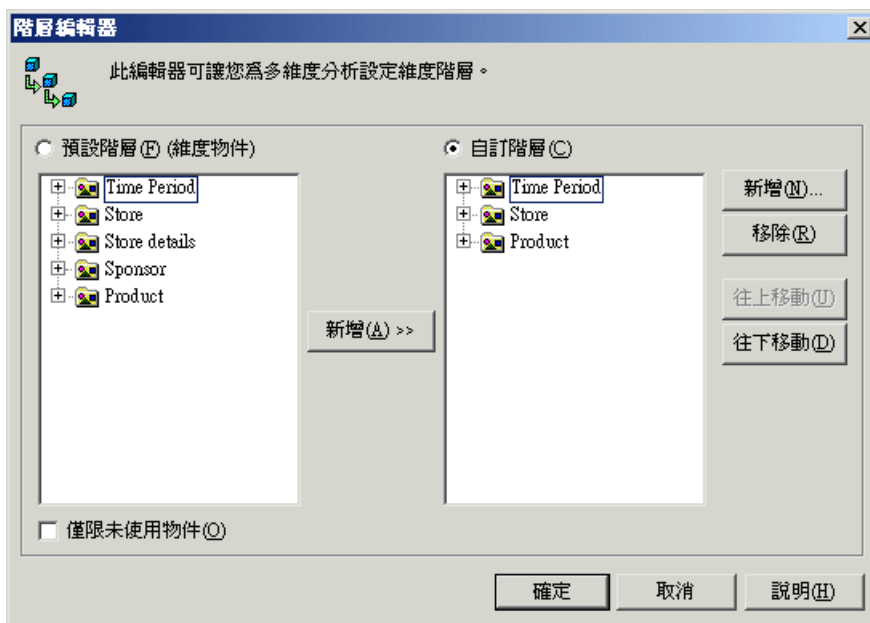 階層編輯器
此編輯器可讓您為多維度分析設定維度階層。
預設階層(F) (維度物件)
Time Period
Store
Store details
Sponsor
Product
新增(A) >>
自訂階層(C)
Time Period
Store
Product
新增(N)...
移除(R)
往上移動(U)
往下移動(D)
僅限未使用物件(O)
確定
取消
說明(H)